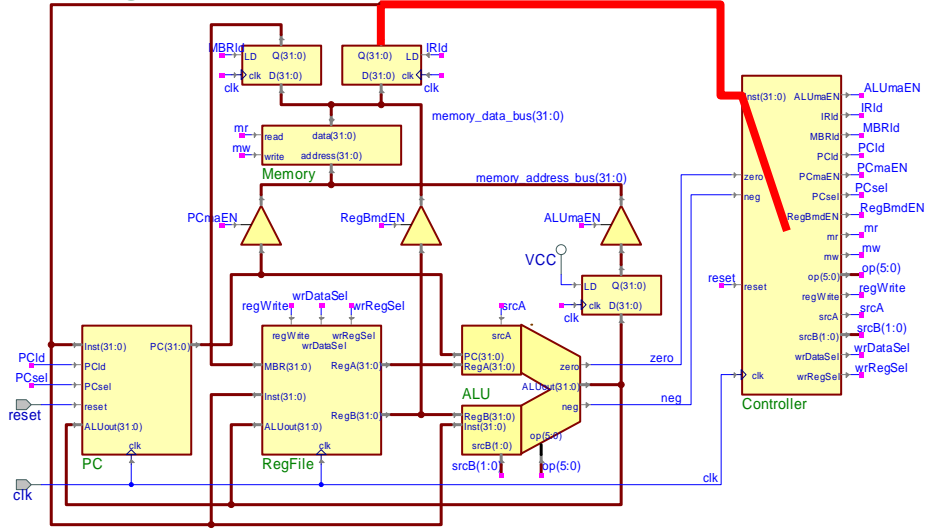 MBRld
LD
Q(31:0)
clk
D(31:0)
clk
Q(31:0)
LD
IRld
D(31:0)
clk
clk
memory_data_bus(31:0)
mr
read
data(31:0)
mw
write
address(31:0)
Memory
memory_address_bus(31:0)
PCmaEN
RegBmdEN
ALUmaEN
VCC
LD
Q(31:0)
clk
D(31:0)
clk
Inst(31:0)
PC(31:0)
PCld
PCld
PCsel
PCsel
reset
reset
ALUout(31:0)
clk
PC
regWrite
wrDataSel
wrRegSel
regWrite
wrRegSel
wrDataSel
MBR(31:0)
RegA(31:0)
Inst(31:0)
RegB(31:0)
ALUout(31:0)
clk
RegFile
srcA
srcA
PC(31:0)
RegA(31:0)
ALU
RegB(31:0)
Inst(31:0)
srcB(1:0)
op(5:0)
zero
ALUout(31:0)
neg
srcB(1:0)
op(5:0)
zero
neg
clk
clk
Inst(31:0)
zero
neg
reset
reset
clk
ALUmaEN
ALUmaEN
IRld
IRld
MBRld
MBRld
PCld
PCld
PCmaEN
PCmaEN
PCsel
PCsel
RegBmdEN
RegBmdEN
mr
mr
mw
mw
op(5:0)
op(5:0)
regWrite
regWrite
srcA
srcA
srcB(1:0)
srcB(1:0)
wrDataSel
wrDataSel
wrRegSel
wrRegSel
Controller